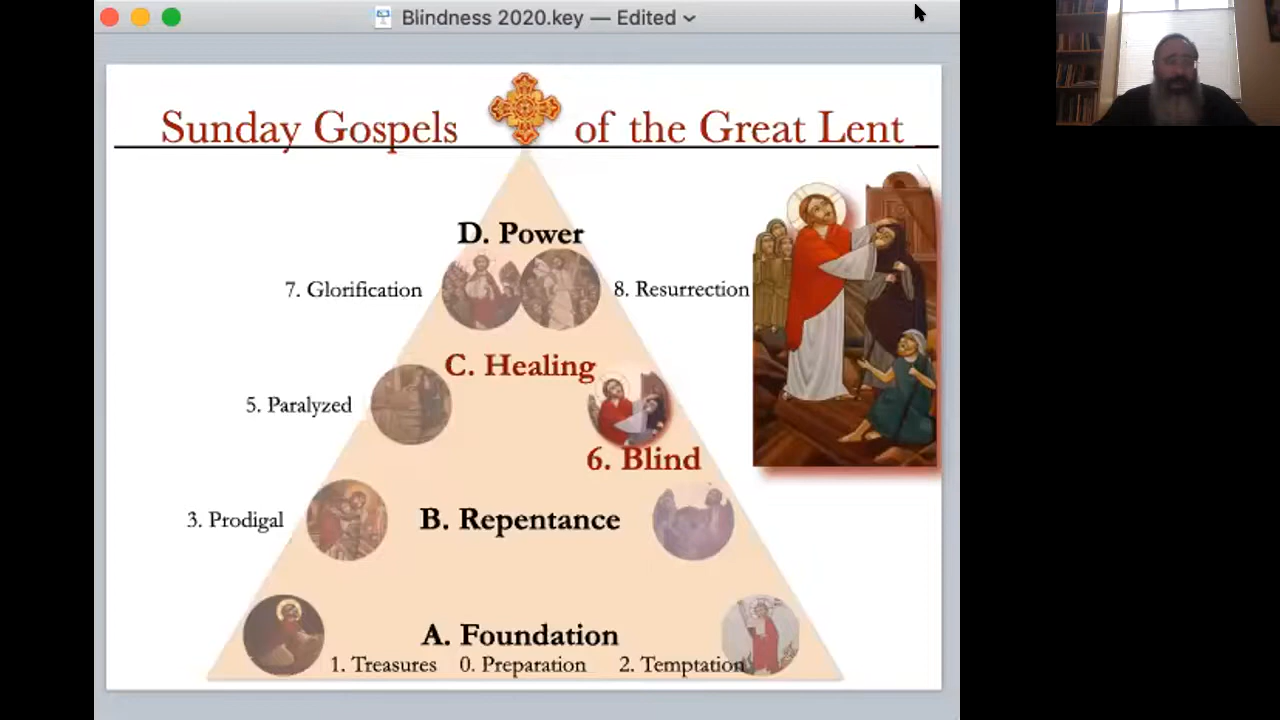 Blindness 2020.key — Edited
Sunday Gospels of the Great Lent
D. Power
7. Glorification
8. Resurrection
C. Healing
5. Paralyzed
6. Blind
3. Prodigal
B. Repentance
A. Foundation
1. Treasures 0. Preparation 2. Temptation